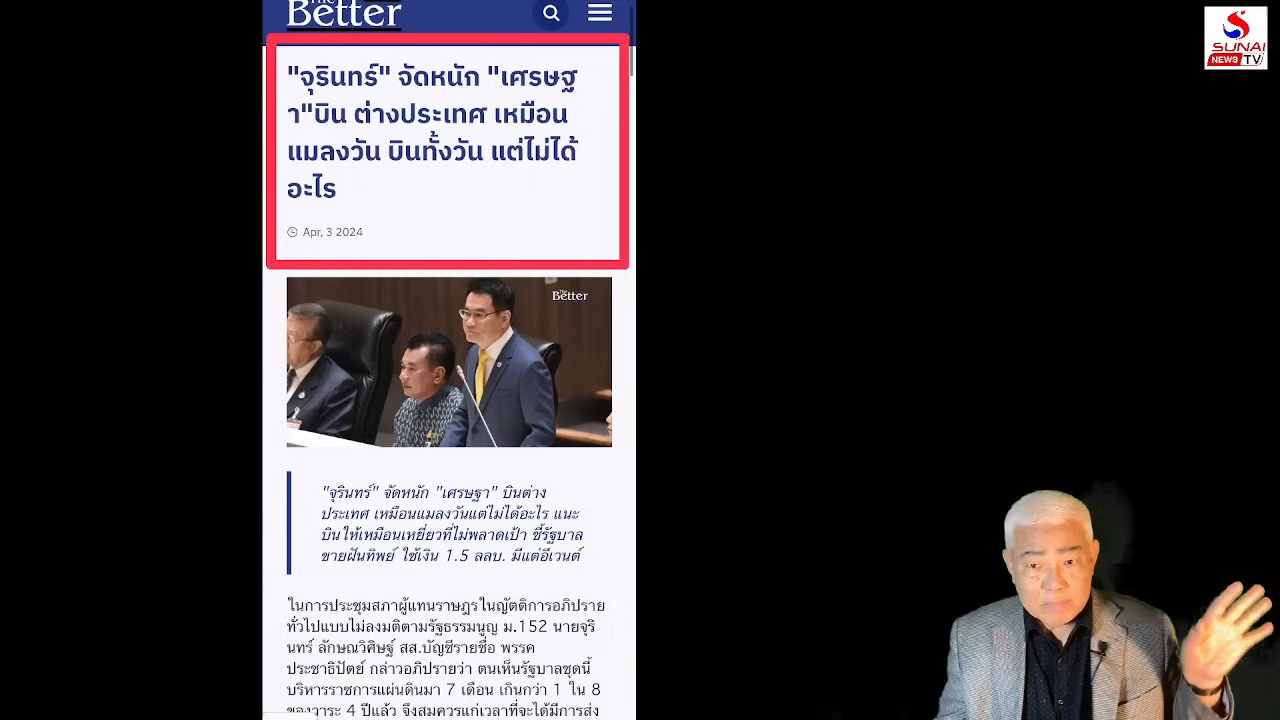 The
Better
SUNAI
NEWS TV
"จุรินทร์" จัดหนัก "เศรษฐ
า"บิน ต่างประเทศ เหมือน
แมลงวัน บินทั้งวัน แต่ไม่ได้
อะไร
Apr, 3 2024
The
Better
"จุรินทร์" จัดหนัก "เศรษฐา" บินต่าง
ประเทศ เหมือนแมลงวันแต่ไม่ได้อะไร แนะ
บินให้เหมือนเหยี่ยวที่ไม่พลาดเป้า ชี้รัฐบาล
ขายฝันทิพย์ ใช้เงิน 1.5 ลลบ. มีแต่อีเวนต์
ในการประชุมสภาผู้แทนราษฎรในญัตติการอภิปราย
ทั่วไปแบบไม่ลงมติตามรัฐธรรมนูญ ม.152 นายจุริ
นทร์ ลักษณวิศิษฏ์ สส.บัญชีรายชื่อ พรรค
ประชาธิปัตย์ กล่าวอภิปรายว่า ตนเห็นรัฐบาลชุดนี้
บริหารราชการแผ่นดินมา 7 เดือน เกินกว่า 1 ใน 8
ของวาระ 4 ปีแล้ว จึงสมควรแก่เวลาที่จะได้มีการส่ง